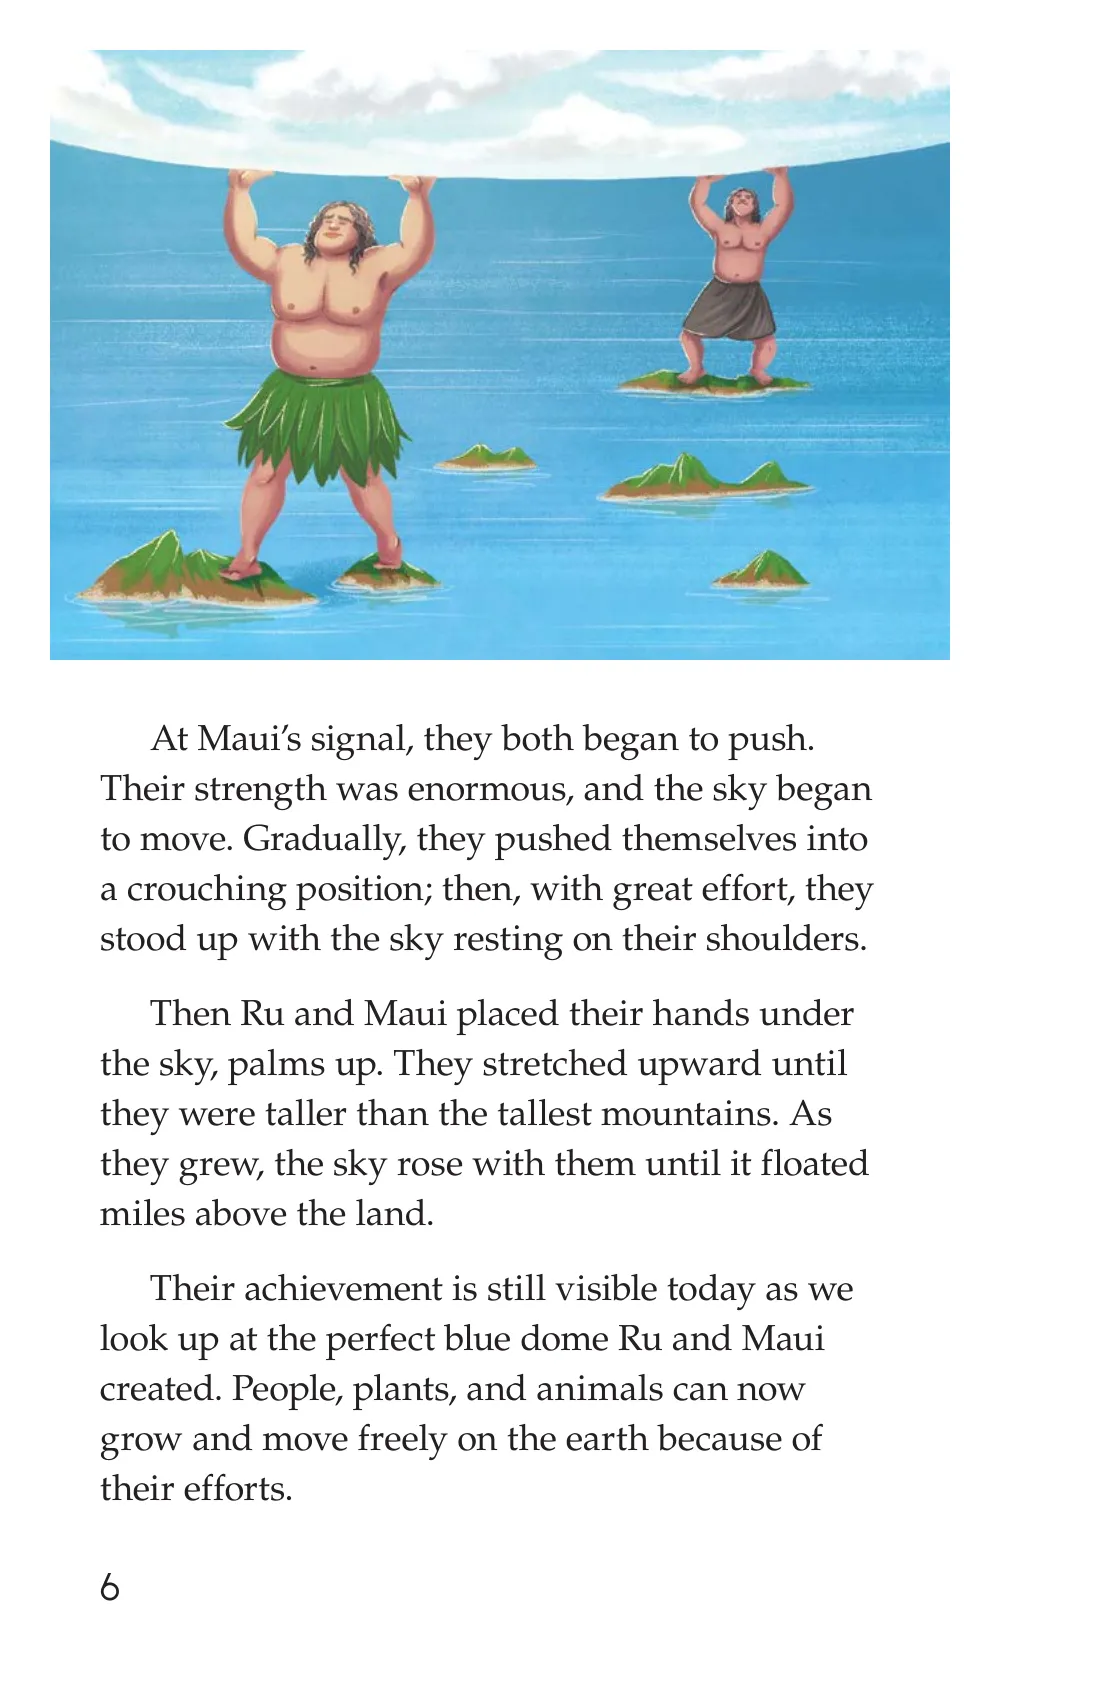 At Maui’s signal, they both began to push.
Their strength was enormous, and the sky began
to move. Gradually, they pushed themselves into
a crouching position; then, with great effort, they
stood up with the sky resting on their shoulders.
Then Ru and Maui placed their hands under
the sky, palms up. They stretched upward until
they were taller than the tallest mountains. As
they grew, the sky rose with them until it floated
miles above the land.
Their achievement is still visible today as we
look up at the perfect blue dome Ru and Maui
created. People, plants, and animals can now
grow and move freely on the earth because of
their efforts.
6